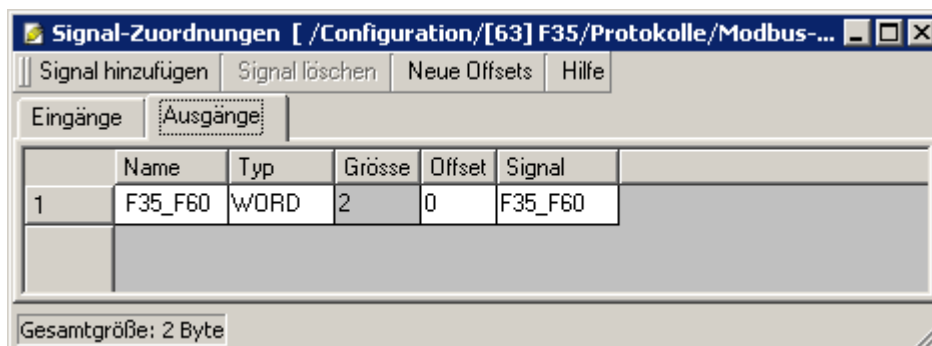 Signal-Zuordnungen [ /Configuration/[63] F35/Protokolle/Modbus-...
Signal hinzufügen Signal löschen Neue Offsets Hilfe
Eingänge Ausgänge
Name Typ Grösse Offset Signal
1 F35_F60 WORD 2 0 F35_F60
Gesamtgröße: 2 Byte